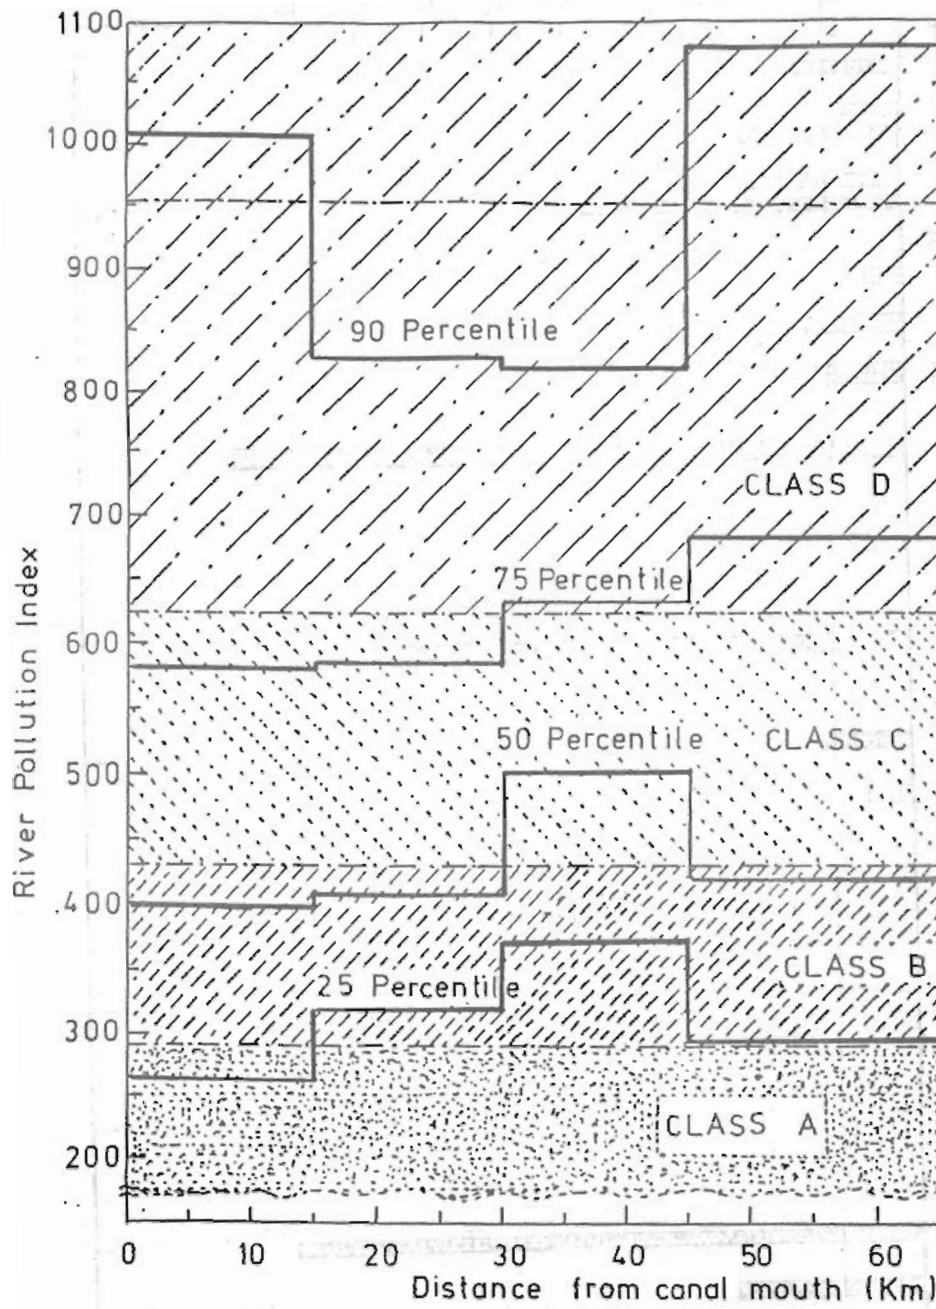 1100
1000
900
800
700
600
500
400
300
200
River Pollution Index
90 Percentile
CLASS D
75 Percentile
50 Percentile
CLASS C
25 Percentile
CLASS B
CLASS A
0
10
20
30
40
50
60
Distance from canal mouth (Km)